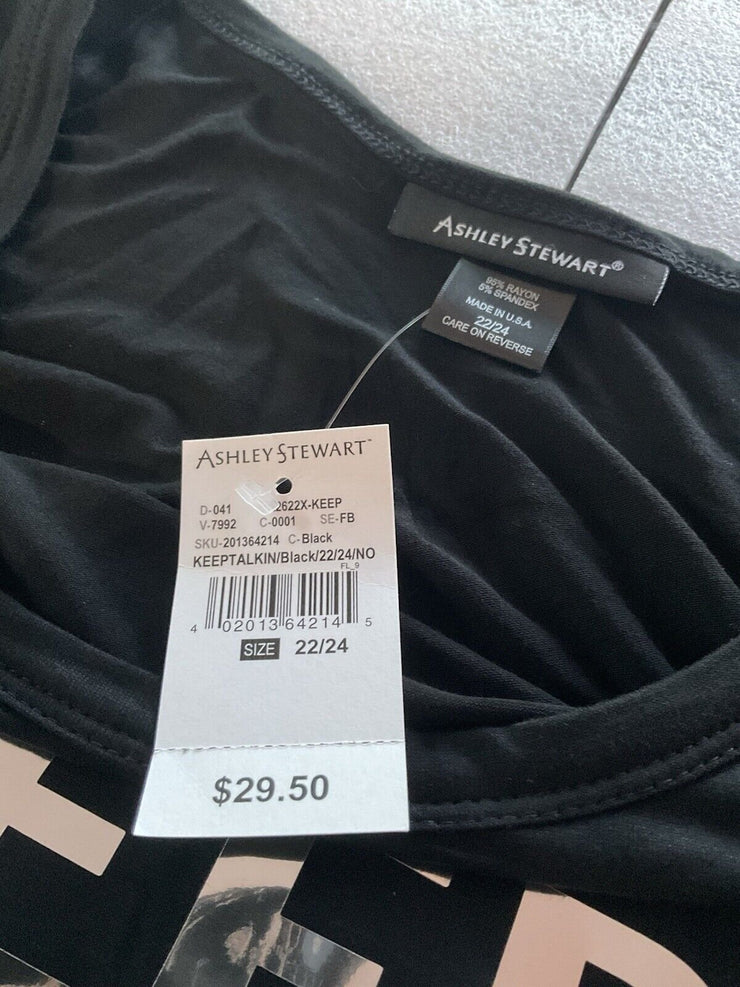 ASHLEY STEWART®
95% RAYON
5% SPANDEX
MADE IN U.S.A.
22/24
CARE ON REVERSE
ASHLEY STEWART™
D-041 2622X-KEEP
V-7992 C-0001 SE-FB
SKU-201364214 C-Black
KEEPTALKIN/Black/22/24/NO
FL_9
4 02013 64214 5
SIZE 22/24
$29.50